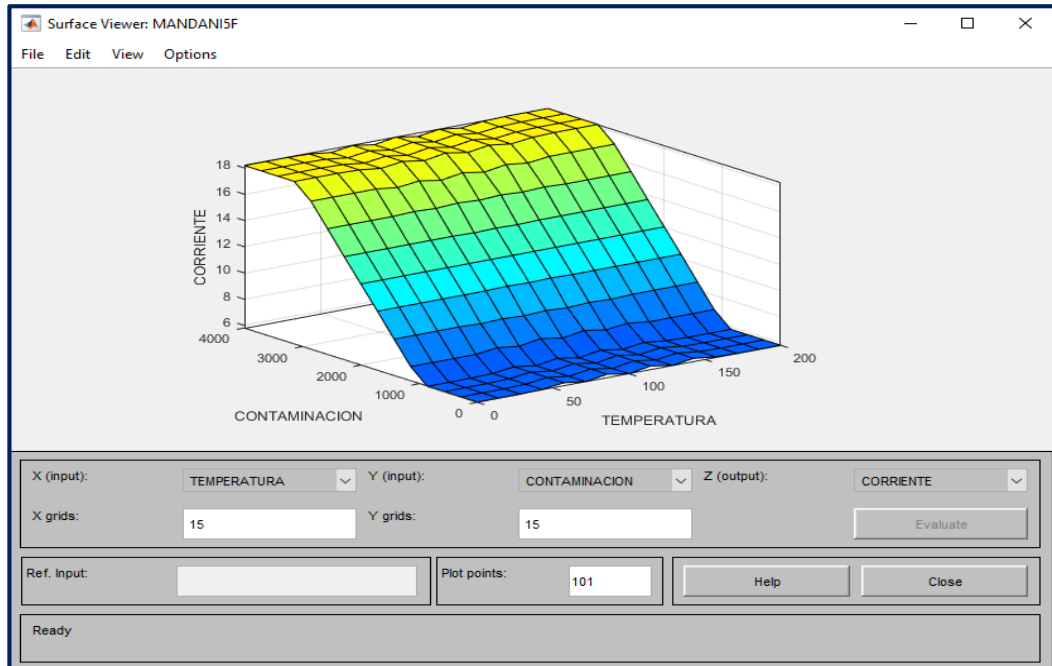 Surface Viewer: MANDANI5F
File Edit View Options
18
16
14
12
10
8
6
CORRIENTE
4000
3000
2000
1000
0
CONTAMINACION
0
50
100
150
200
TEMPERATURA
X (input): TEMPERATURA Y (input): CONTAMINACION Z (output): CORRIENTE
X grids: 15 Y grids: 15 Evaluate
Ref. Input: Plot points: 101 Help Close
Ready